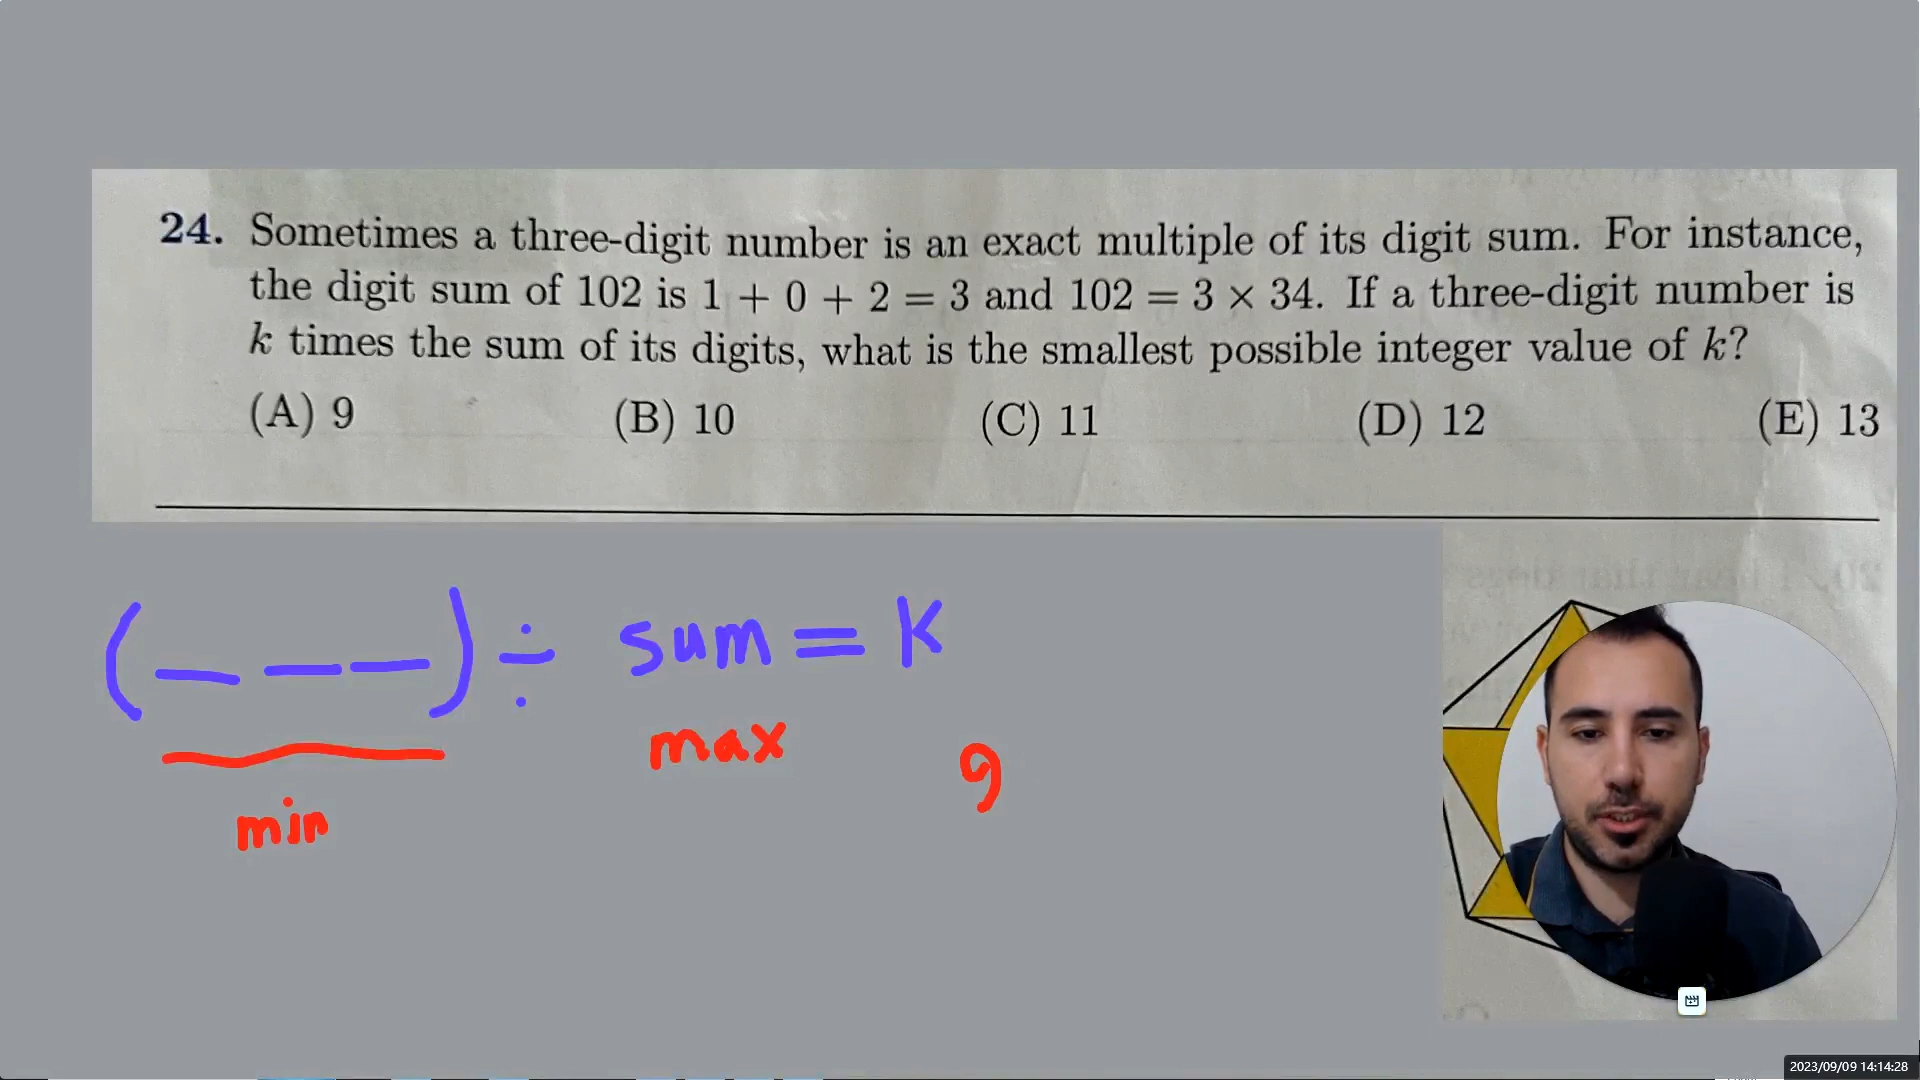 24. Sometimes a three-digit number is an exact multiple of its digit sum. For instance,
the digit sum of 102 is 1 + 0 + 2 = 3 and 102 = 3 × 34. If a three-digit number is
k times the sum of its digits, what is the smallest possible integer value of k?
(A) 9 (B) 10 (C) 11 (D) 12 (E) 13
(_ _ _) ÷ sum = K
max 9
min
2023/09/09 14:14:28